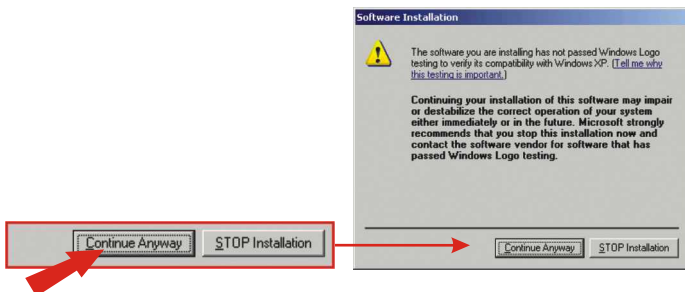 Software Installation
The software you are installing has not passed Windows Logo
testing to verify its compatibility with Windows XP. (Tell me why
this testing is important.)
Continuing your installation of this software may impair
or destabilize the correct operation of your system
either immediately or in the future. Microsoft strongly
recommends that you stop this installation now and
contact the software vendor for software that has
passed Windows Logo testing.
Continue Anyway STOP Installation
Continue Anyway STOP Installation